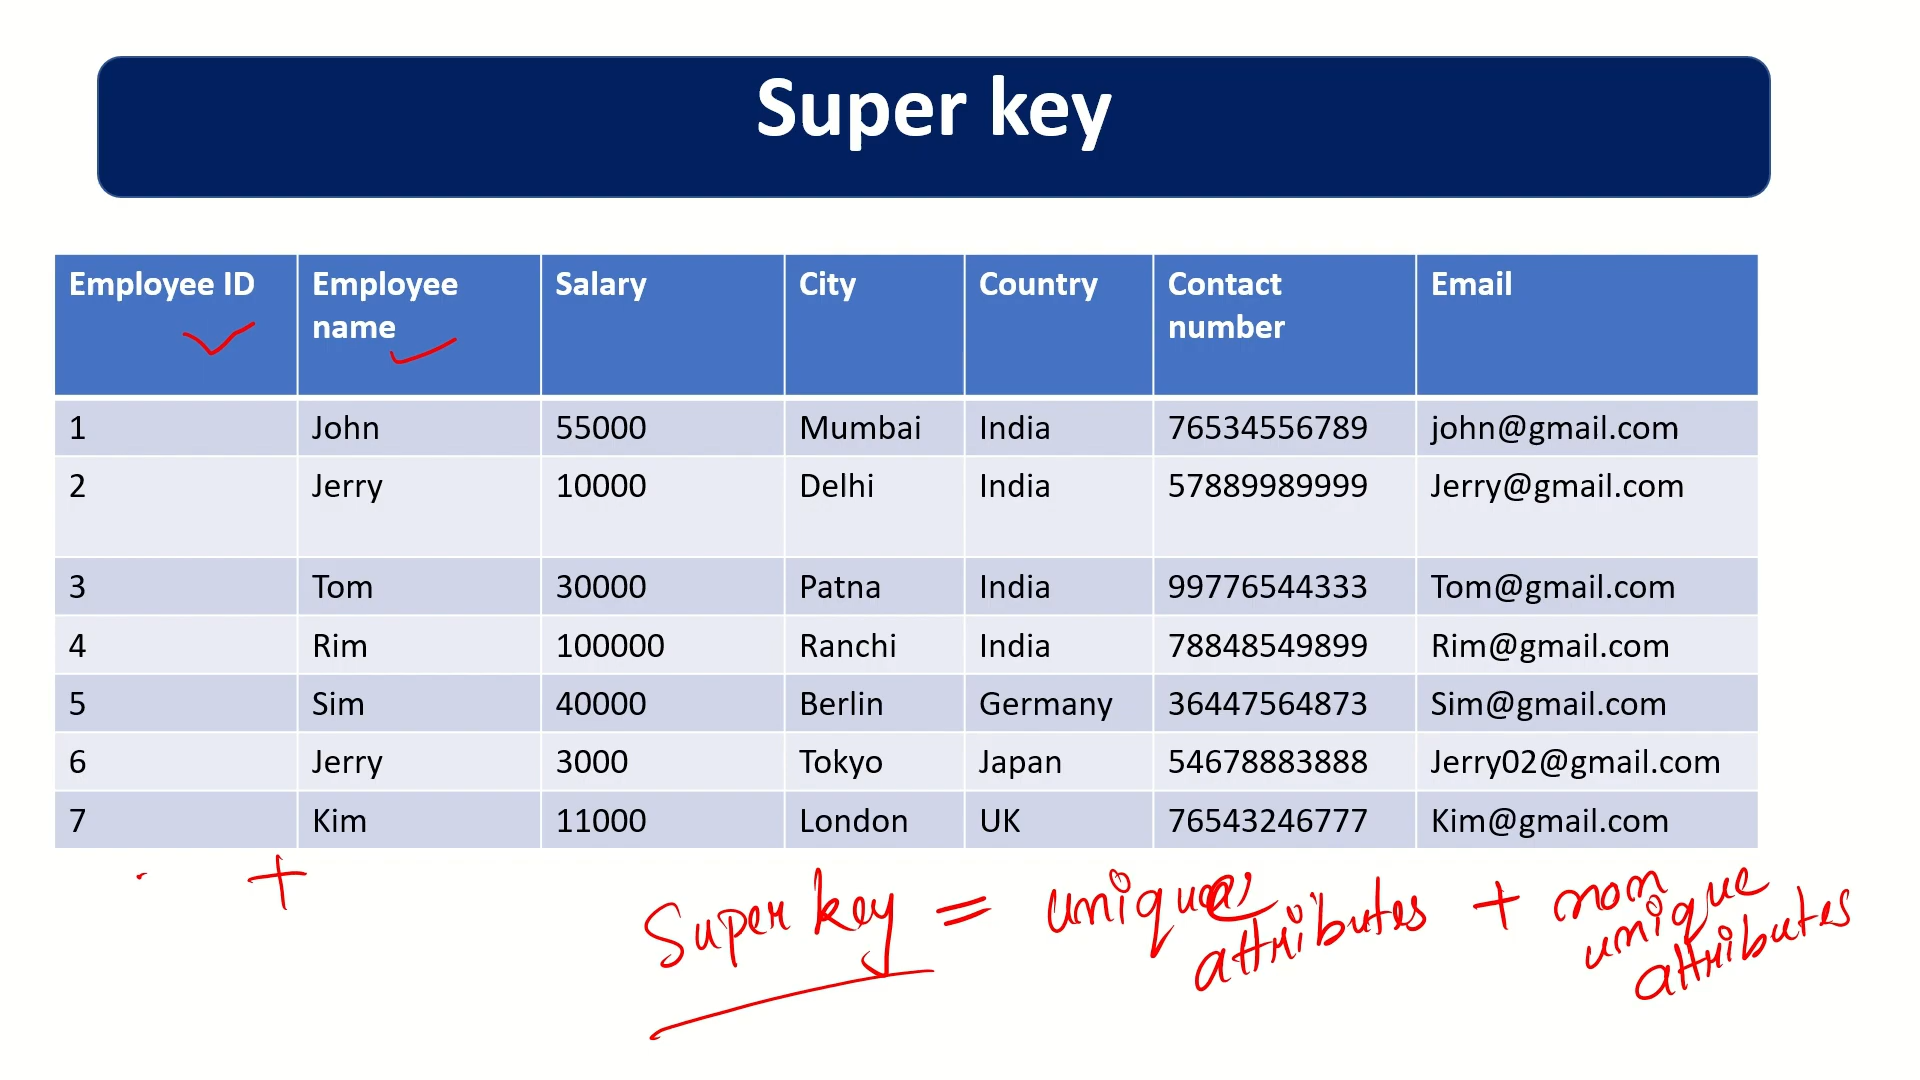 Super key
Employee ID Employee name Salary City Country Contact number Email
1 John 55000 Mumbai India 76534556789 john@gmail.com
2 Jerry 10000 Delhi India 57889989999 Jerry@gmail.com
3 Tom 30000 Patna India 99776544333 Tom@gmail.com
4 Rim 100000 Ranchi India 78848549899 Rim@gmail.com
5 Sim 40000 Berlin Germany 36447564873 Sim@gmail.com
6 Jerry 3000 Tokyo Japan 54678883888 Jerry02@gmail.com
7 Kim 11000 London UK 76543246777 Kim@gmail.com
+
Super key = unique attributes + non unique attributes